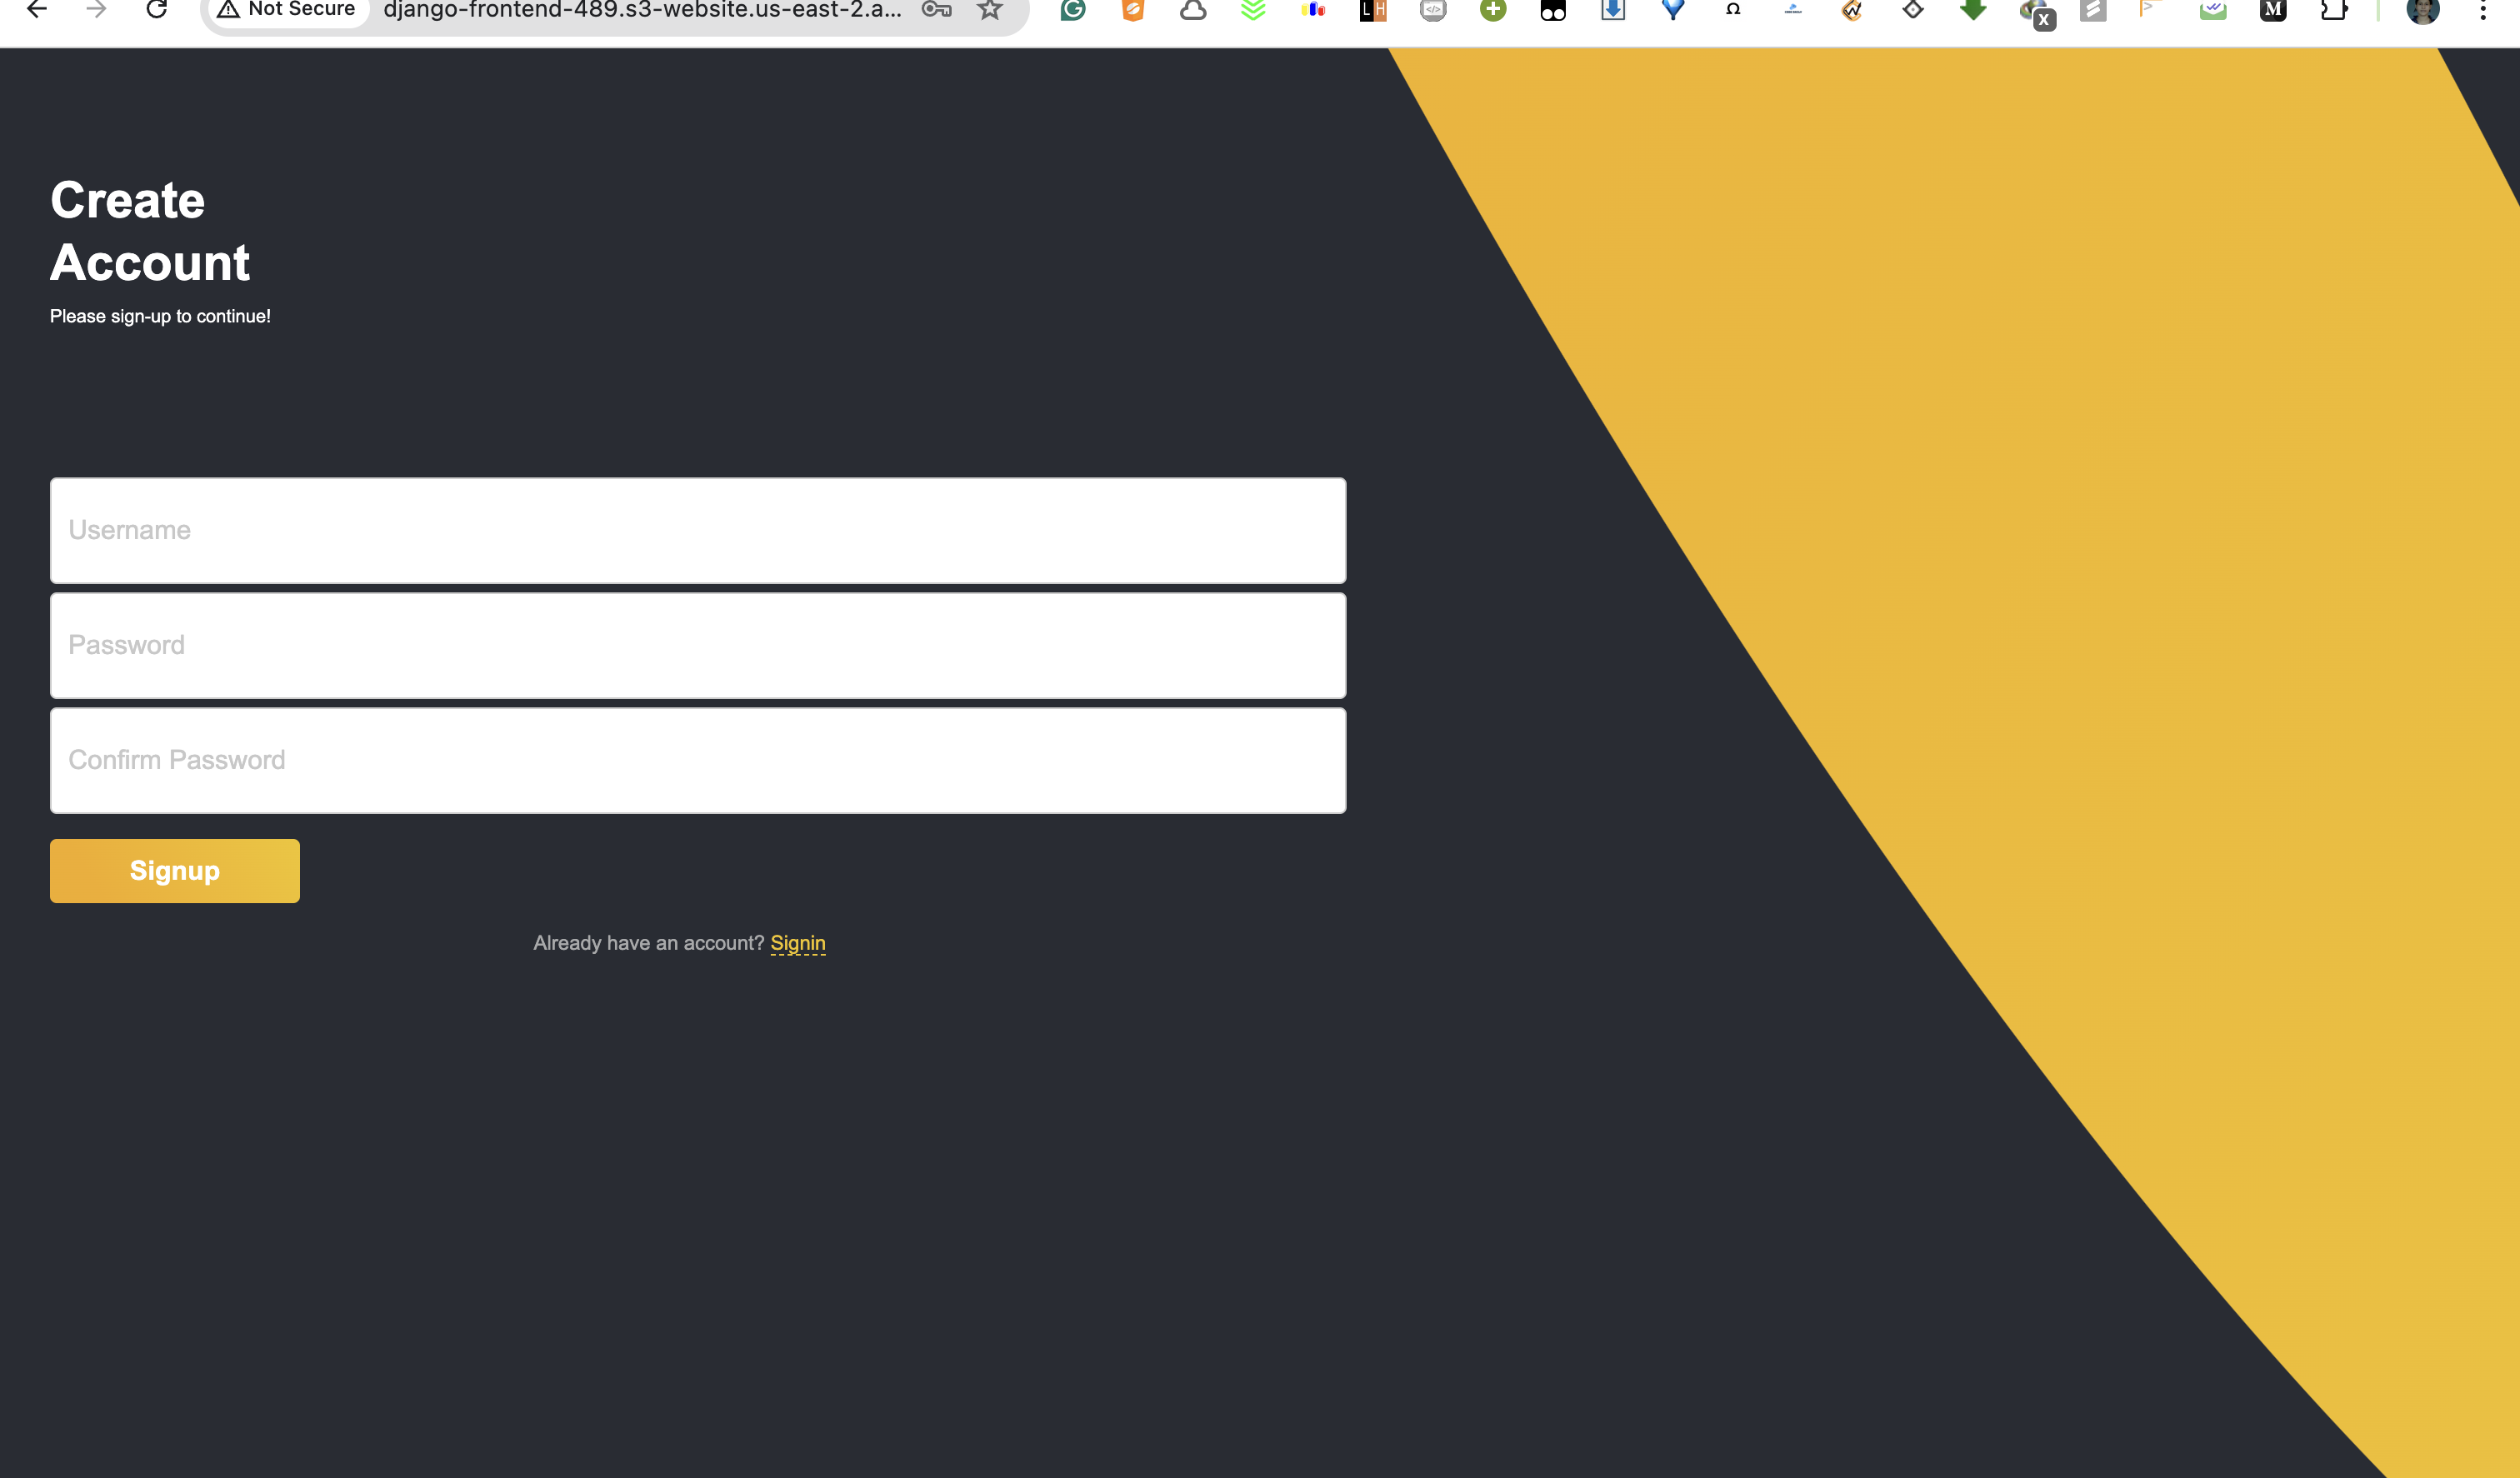 Not Secure django-frontend-489.s3-website.us-east-2.a...
Create
Account
Please sign-up to continue!
Username
Password
Confirm Password
Signup
Already have an account? Signin